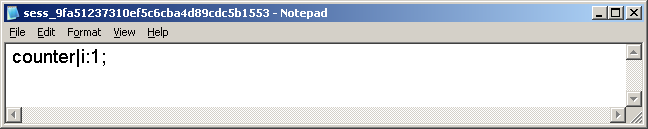 sess_9fa51237310ef5c6cba4d89cdc5b1553 - Notepad
File Edit Format View Help
counter|i:1;